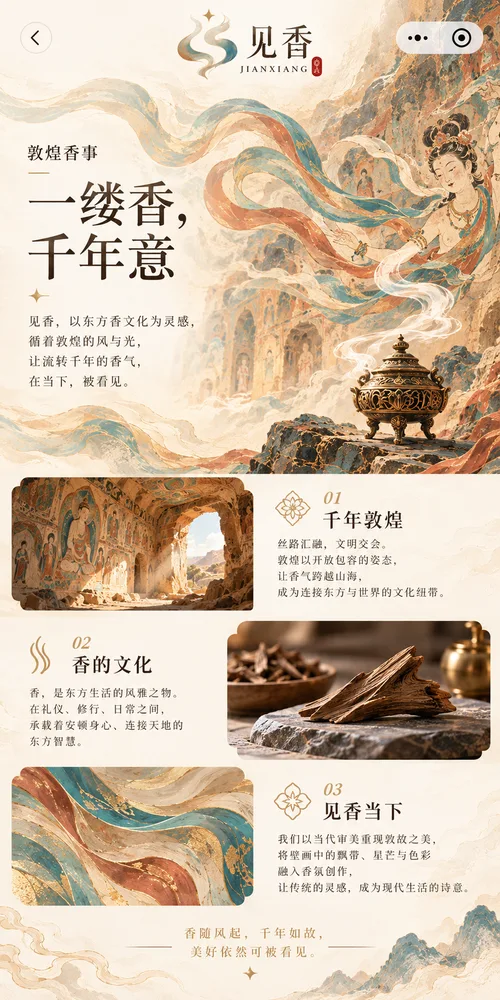 见香
JIANXIANG
敦煌香事
一缕香，
千年意
见香，以东方香文化为灵感，
循着敦煌的风与光，
让流转千年的香气，
在当下，被看见。
01
千年敦煌
丝路汇融，文明交会。
敦煌以开放包容的姿态，
让香气跨越山海，
成为连接东方与世界的文化纽带。
02
香的文化
香，是东方生活的风雅之物。
在礼仪、修行、日常之间，
承载着安顿身心、连接天地的
东方智慧。
03
见香当下
我们以当代审美重现敦故之美，
将壁画中的飘带、星芒与色彩
融入香氛创作，
让传统的灵感，成为现代生活的诗意。
香随风起，千年如故，
美好依然可被看见。